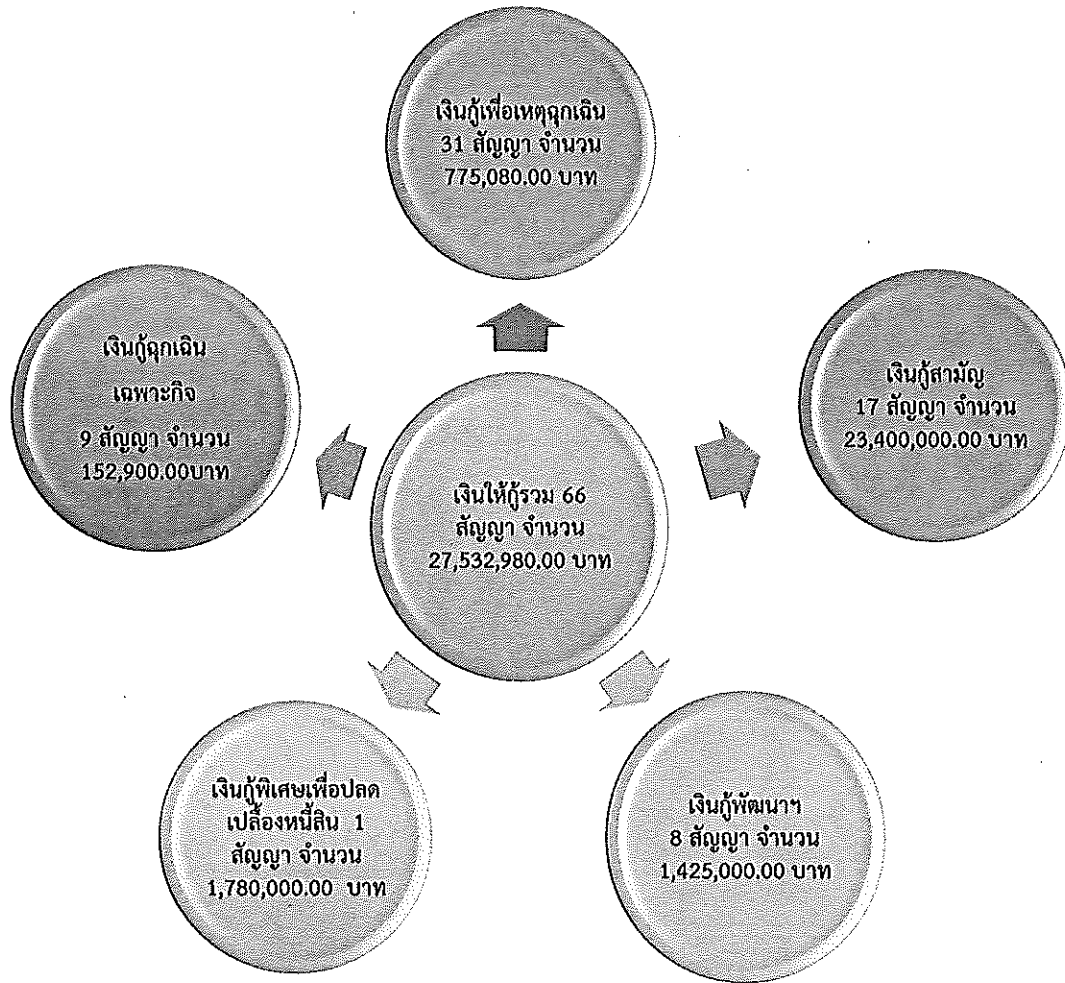 เงินกู้เพื่อเหตุฉุกเฉิน
31 สัญญา จำนวน
775,080.00 บาท
เงินกู้ฉุกเฉิน
เฉพาะกิจ
9 สัญญา จำนวน
152,900.00บาท
เงินกู้สามัญ
17 สัญญา จำนวน
23,400,000.00 บาท
เงินให้กู้รวม 66
สัญญา จำนวน
27,532,980.00 บาท
เงินกู้พิเศษเพื่อปลด
เปลื้องหนี้สิน 1
สัญญา จำนวน
1,780,000.00 บาท
เงินกู้พัฒนาฯ
8 สัญญา จำนวน
1,425,000.00 บาท